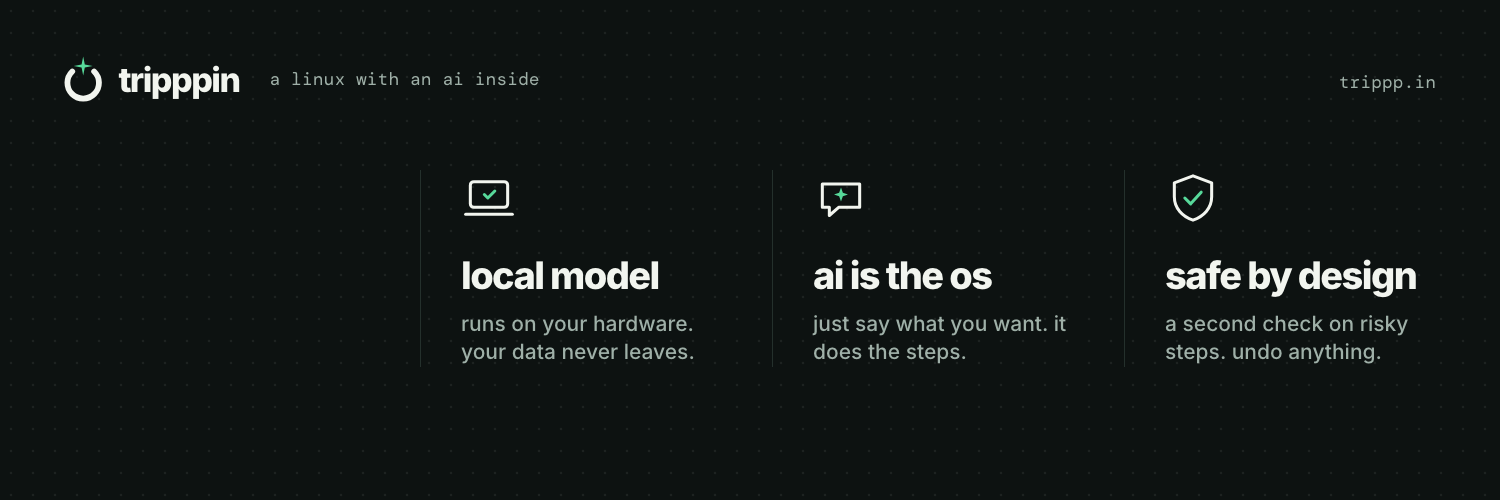 tripppin
a linux with an ai inside
trippp.in
local model
runs on your hardware.
your data never leaves.
ai is the os
just say what you want. it
does the steps.
safe by design
a second check on risky
steps. undo anything.